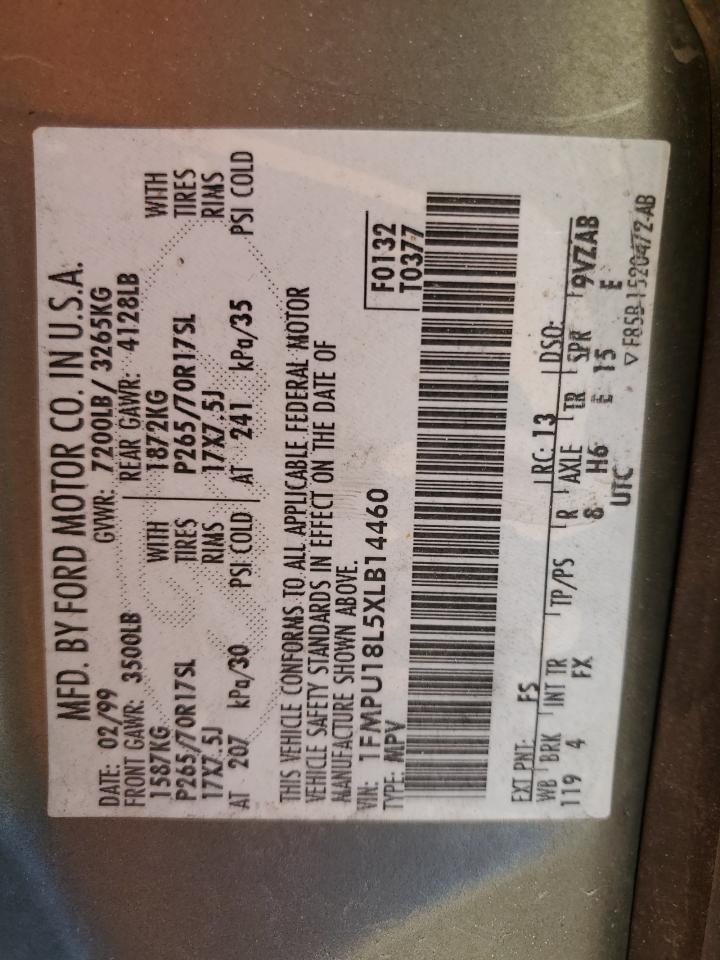 MFD. BY FORD MOTOR CO. IN U.S.A.
DATE: 02/99 GVWR: 7200LB/ 3265KG
FRONT GAWR: 3500LB REAR GAWR: 4128LB
1587KG WITH 1872KG WITH
P265/70R17SL TIRES P265/70R17SL TIRES
17X7.5J RIMS 17X7.5J RIMS
AT 207 kPa/30 PSI COLD AT 241 kPa/35 PSI COLD
THIS VEHICLE CONFORMS TO ALL APPLICABLE FEDERAL MOTOR
VEHICLE SAFETY STANDARDS IN EFFECT ON THE DATE OF
MANUFACTURE SHOWN ABOVE.
VIN: 1FMPU18L5XLB14460 F0132
TYPE: MPV T0377
EXT PNT: FS RC: 13 DSO:
WB BRK INT TR TP/PS R AXLE TR SPR 9VZAB
119 4 FX 8 H6 E 15 E
UTC ▽ F85B-1520472-AB